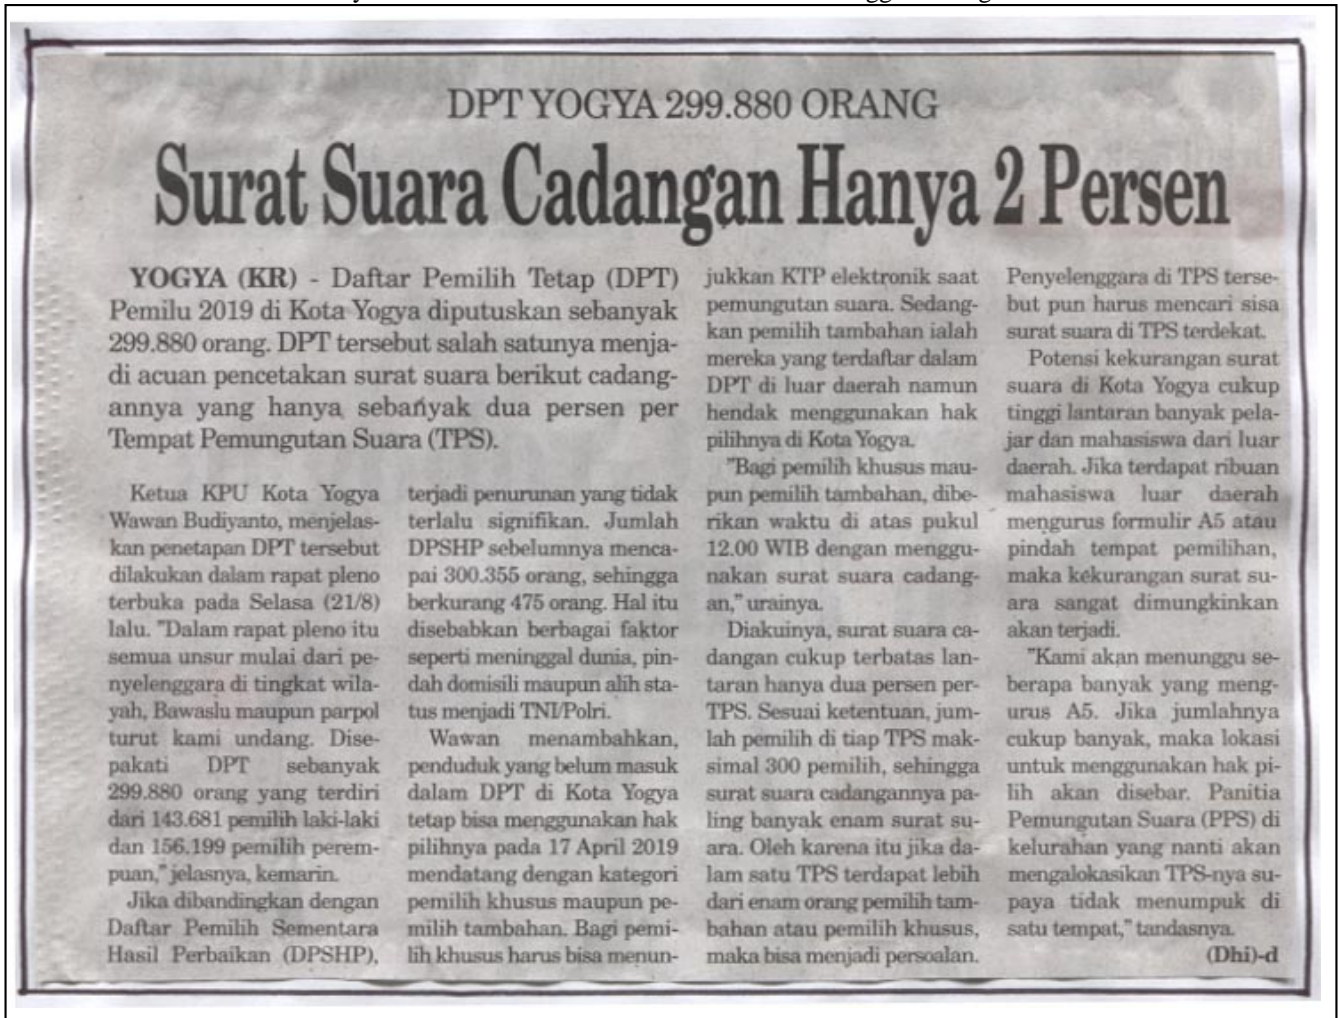 DPT YOGYA 299.880 ORANG
Surat Suara Cadangan Hanya 2 Persen
YOGYA (KR) - Daftar Pemilih Tetap (DPT)
Pemilu 2019 di Kota Yogya diputuskan sebanyak
299.880 orang. DPT tersebut salah satunya menja-
di acuan pencetakan surat suara berikut cadang-
annya yang hanya sebanyak dua persen per
Tempat Pemungutan Suara (TPS).
Ketua KPU Kota Yogya
Wawan Budiyanto, menjelas-
kan penetapan DPT tersebut
dilakukan dalam rapat pleno
terbuka pada Selasa (21/8)
lalu. "Dalam rapat pleno itu
semua unsur mulai dari pe-
nyelenggara di tingkat wila-
yah, Bawaslu maupun parpol
turut kami undang. Dise-
pakati DPT sebanyak
299.880 orang yang terdiri
dari 143.681 pemilih laki-laki
dan 156.199 pemilih perem-
puan," jelasnya, kemarin.
Jika dibandingkan dengan
Daftar Pemilih Sementara
Hasil Perbaikan (DPSHP),
terjadi penurunan yang tidak
terlalu signifikan. Jumlah
DPSHP sebelumnya menca-
pai 300.355 orang, sehingga
berkurang 475 orang. Hal itu
disebabkan berbagai faktor
seperti meninggal dunia, pin-
dah domisili maupun alih sta-
tus menjadi TNI/Polri.
Wawan menambahkan,
penduduk yang belum masuk
dalam DPT di Kota Yogya
tetap bisa menggunakan hak
pilihnya pada 17 April 2019
mendatang dengan kategori
pemilih khusus maupun pe-
milih tambahan. Bagi pemi-
lih khusus harus bisa menun-
jukkan KTP elektronik saat
pemungutan suara. Sedang-
kan pemilih tambahan ialah
mereka yang terdaftar dalam
DPT di luar daerah namun
hendak menggunakan hak
pilihnya di Kota Yogya.
"Bagi pemilih khusus mau-
pun pemilih tambahan, dibe-
rikan waktu di atas pukul
12.00 WIB dengan menggu-
nakan surat suara cadang-
an," urainya.
Diakuinya, surat suara ca-
dangan cukup terbatas lan-
taran hanya dua persen per-
TPS. Sesuai ketentuan, jum-
lah pemilih di tiap TPS mak-
simal 300 pemilih, sehingga
surat suara cadangannya pa-
ling banyak enam surat su-
ara. Oleh karena itu jika da-
lam satu TPS terdapat lebih
dari enam orang pemilih tam-
bahan atau pemilih khusus,
maka bisa menjadi persoalan.
Penyelenggara di TPS terse-
but pun harus mencari sisa
surat suara di TPS terdekat.
Potensi kekurangan surat
suara di Kota Yogya cukup
tinggi lantaran banyak pela-
jar dan mahasiswa dari luar
daerah. Jika terdapat ribuan
mahasiswa luar daerah
mengurus formulir A5 atau
pindah tempat pemilihan,
maka kekurangan surat su-
ara sangat dimungkinkan
akan terjadi.
"Kami akan menunggu se-
berapa banyak yang meng-
urus A5. Jika jumlahnya
cukup banyak, maka lokasi
untuk menggunakan hak pi-
lih akan disebar. Panitia
Pemungutan Suara (PPS) di
kelurahan yang nanti akan
mengalokasikan TPS-nya su-
paya tidak menumpuk di
satu tempat," tandasnya.
(Dhi)-d